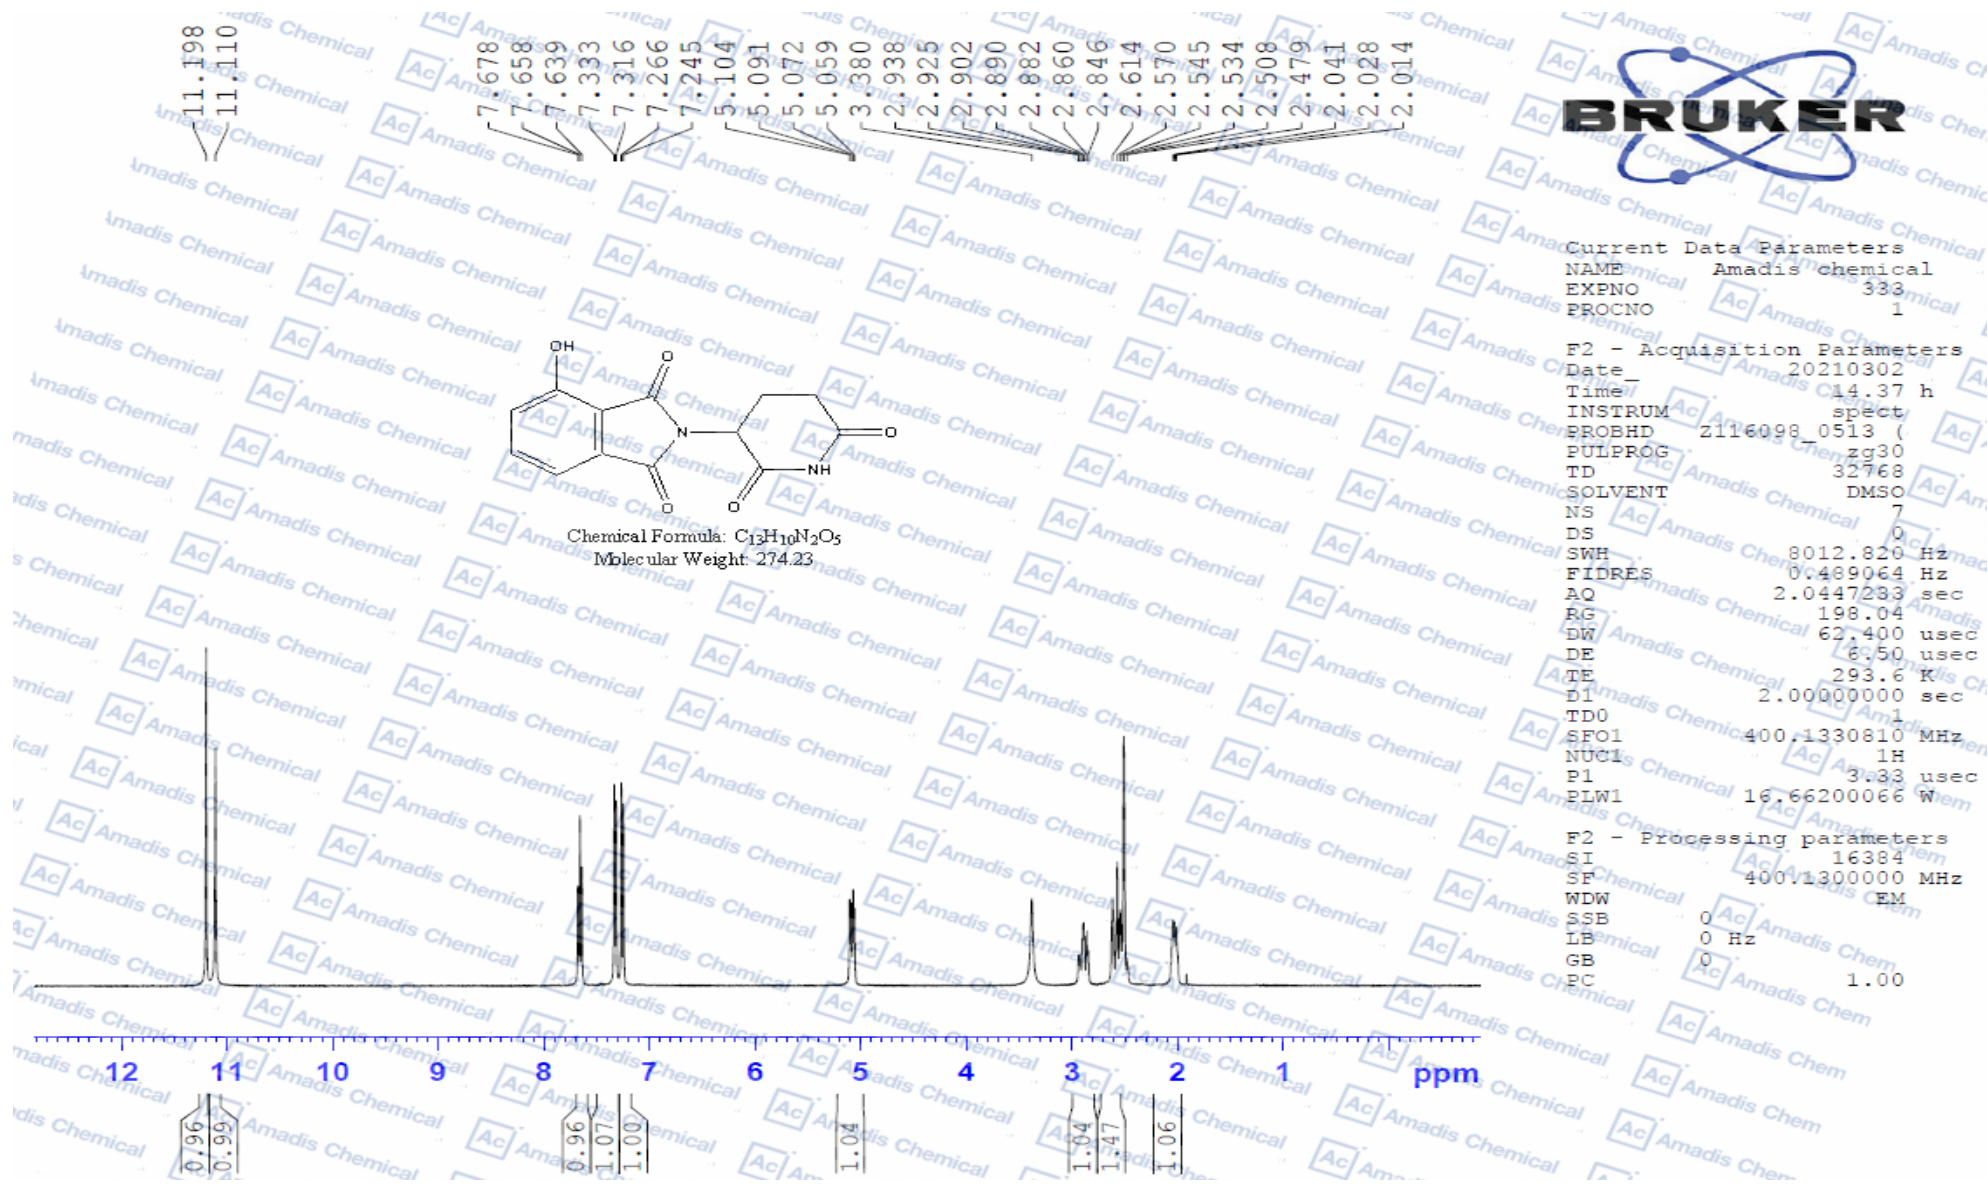 11.198
11.110
7.678
7.658
7.639
7.333
7.316
7.266
7.245
5.104
5.091
5.072
5.059
3.380
2.938
2.925
2.902
2.890
2.882
2.860
2.846
2.614
2.570
2.545
2.534
2.508
2.479
2.041
2.028
2.014
BRUKER
Current Data Parameters
NAME Amadis chemical
EXPNO 333
PROCNO 1
F2 - Acquisition Parameters
Date_ 20210302
Time 14.37 h
INSTRUM spect
PROBHD Z116098_0513 (
PULPROG zg30
TD 32768
SOLVENT DMSO
NS 7
DS 0
SWH 8012.820 Hz
FIDRES 0.489064 Hz
AQ 2.0447233 sec
RG 198.04
DW 62.400 usec
DE 6.50 usec
TE 293.6 K
D1 2.00000000 sec
TD0 1
SFO1 400.1330810 MHz
NUC1 1H
P1 3.33 usec
PLW1 16.66200066 W
F2 - Processing parameters
SI 16384
SF 400.1300000 MHz
WDW EM
SSB 0
LB 0 Hz
GB 0
PC 1.00
OH
O
N
O
O
NH
O
Chemical Formula: C13H10N2O5
Molecular Weight: 274.23
12 11 10 9 8 7 6 5 4 3 2 1 ppm
0.96
0.99
0.96
1.07
1.00
1.04
1.04
1.47
1.06
Ac Amadis Chemical